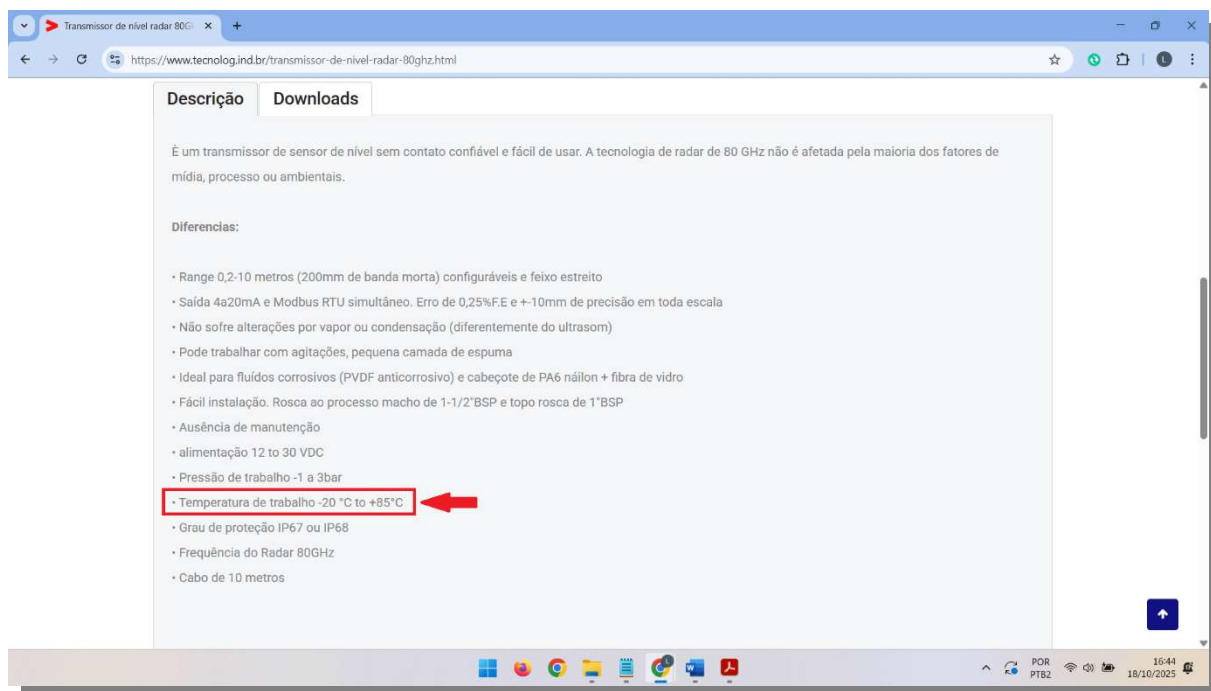 Transmissor de nível radar 80G
https://www.tecnolog.ind.br/transmissor-de-nivel-radar-80ghz.html
L
Descrição Downloads
È um transmissor de sensor de nível sem contato confiável e fácil de usar. A tecnologia de radar de 80 GHz não é afetada pela maioria dos fatores de
mídia, processo ou ambientais.
Diferencias:
• Range 0,2-10 metros (200mm de banda morta) configuráveis e feixo estreito
• Saída 4a20mA e Modbus RTU simultâneo. Erro de 0,25%F.E e +-10mm de precisão em toda escala
• Não sofre alterações por vapor ou condensação (diferentemente do ultrasom)
• Pode trabalhar com agitações, pequena camada de espuma
• Ideal para fluídos corrosivos (PVDF anticorrosivo) e cabeçote de PA6 náilon + fibra de vidro
• Fácil instalação. Rosca ao processo macho de 1-1/2"BSP e topo rosca de 1"BSP
• Ausência de manutenção
• alimentação 12 to 30 VDC
• Pressão de trabalho -1 a 3bar
• Temperatura de trabalho -20 °C to +85°C
• Grau de proteção IP67 ou IP68
• Frequência do Radar 80GHz
• Cabo de 10 metros
POR
PTB2
16:44
18/10/2025